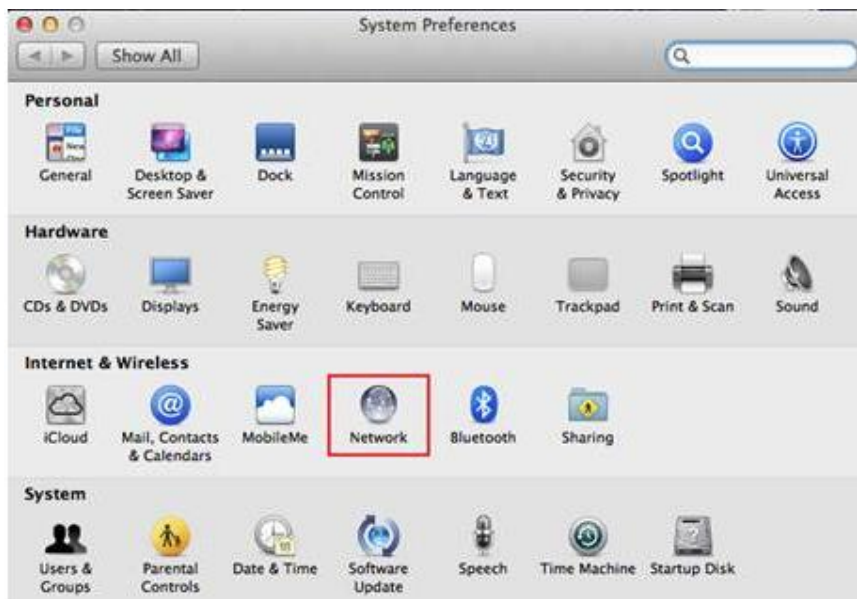 System Preferences
Show All
Personal
General
Desktop & Screen Saver
Dock
Mission Control
Language & Text
Security & Privacy
Spotlight
Universal Access
Hardware
CDs & DVDs
Displays
Energy Saver
Keyboard
Mouse
Trackpad
Print & Scan
Sound
Internet & Wireless
iCloud
Mail, Contacts & Calendars
MobileMe
Network
Bluetooth
Sharing
System
Users & Groups
Parental Controls
Date & Time
Software Update
Speech
Time Machine
Startup Disk